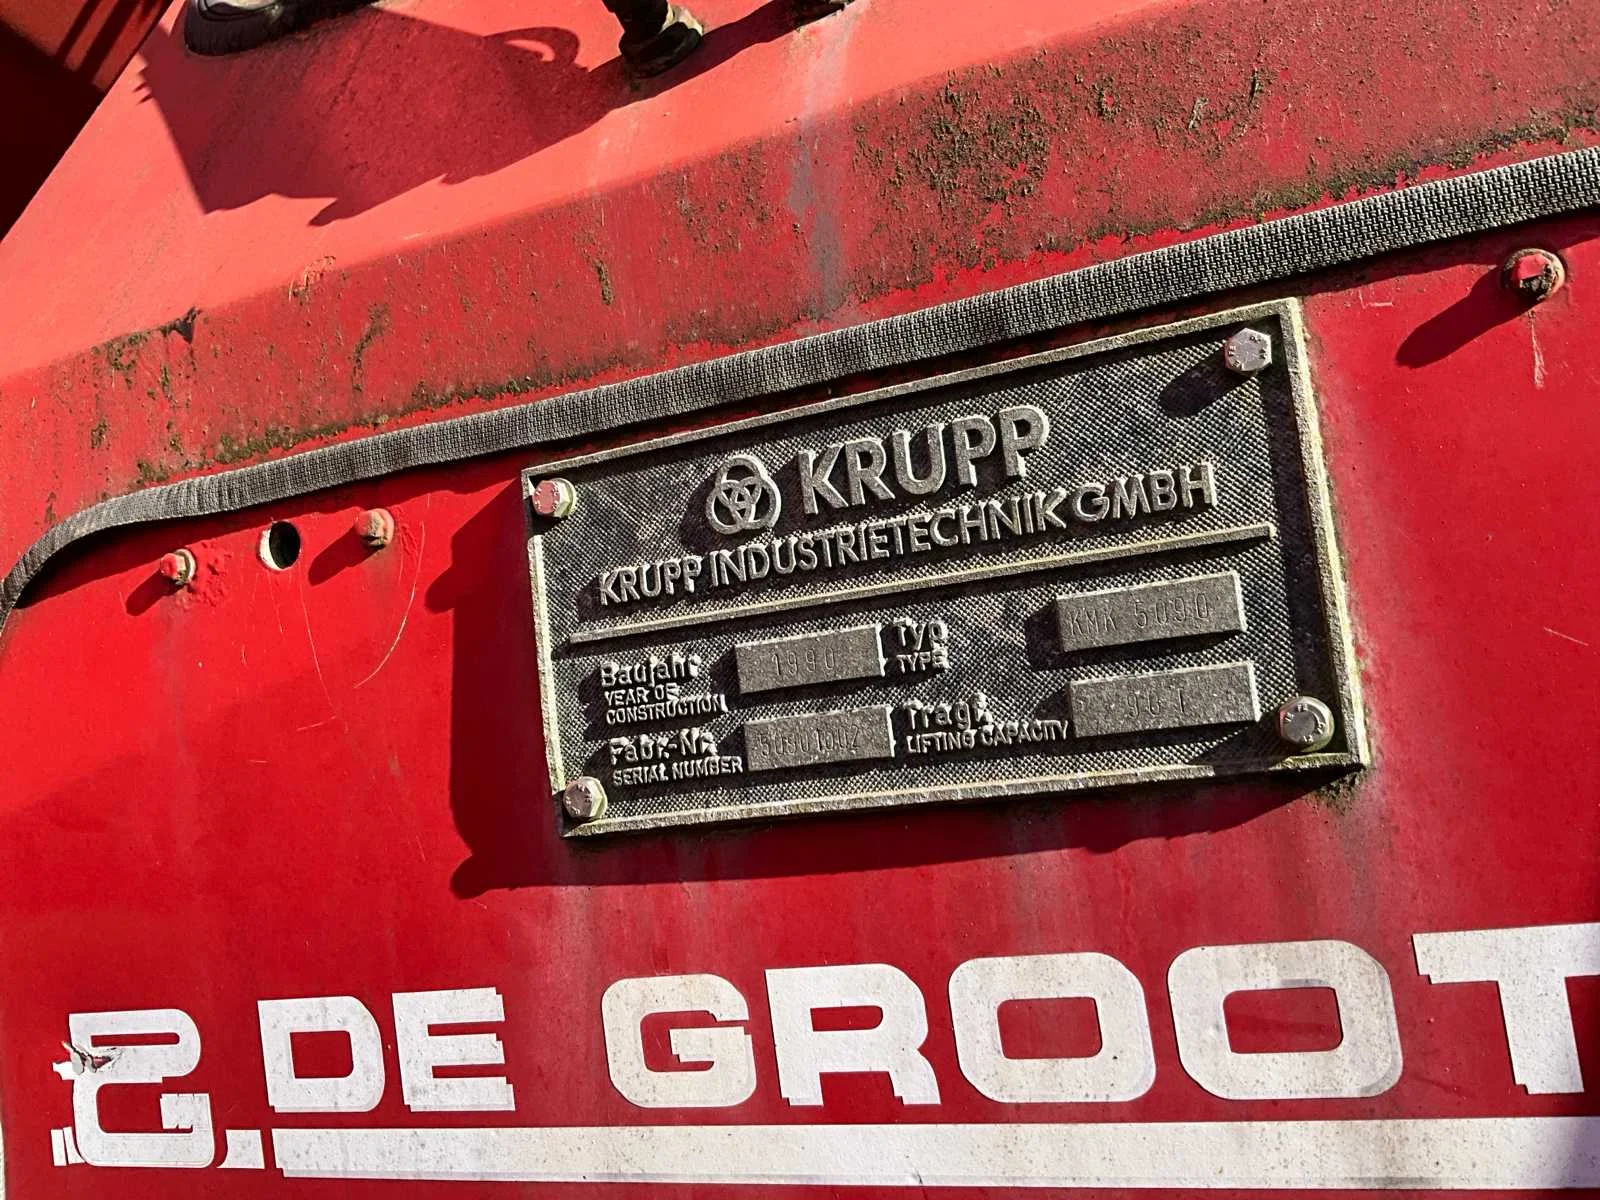 KRUPP
KRUPP INDUSTRIETECHNIK GMBH
Baujahr 1990 Typ KMK 5090
YEAR OF CONSTRUCTION TYPE
Fabr.-Nr. Tragf. 90 T
SERIAL NUMBER LIFTING CAPACITY
DE GROOT